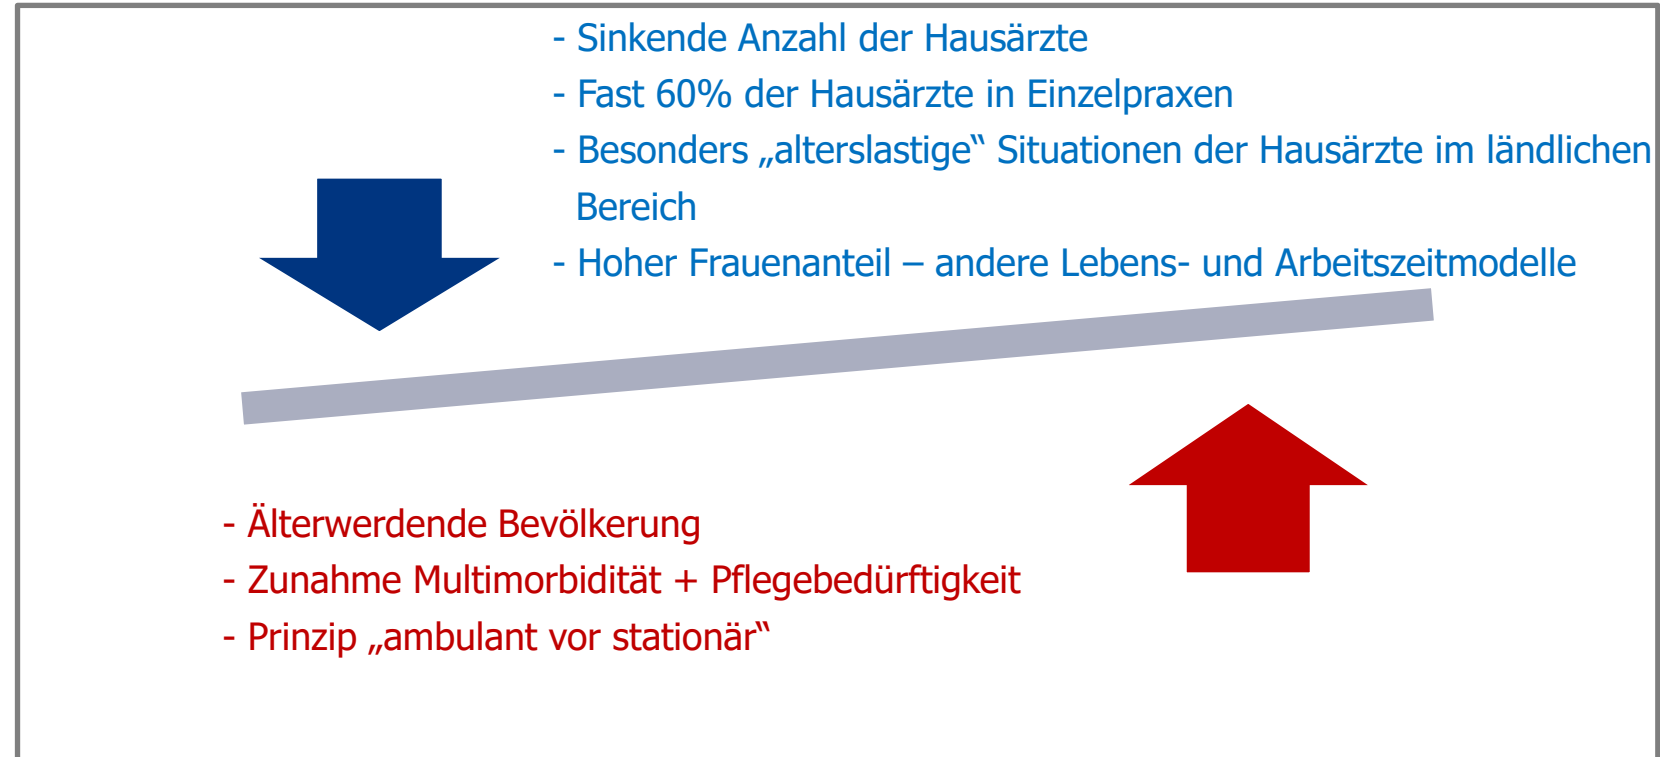 - Sinkende Anzahl der Hausärzte
- Fast 60% der Hausärzte in Einzelpraxen
- Besonders „alterslastige“ Situationen der Hausärzte im ländlichen
Bereich
- Hoher Frauenanteil – andere Lebens- und Arbeitszeitmodelle
- Älterwerdende Bevölkerung
- Zunahme Multimorbidität + Pflegebedürftigkeit
- Prinzip „ambulant vor stationär“